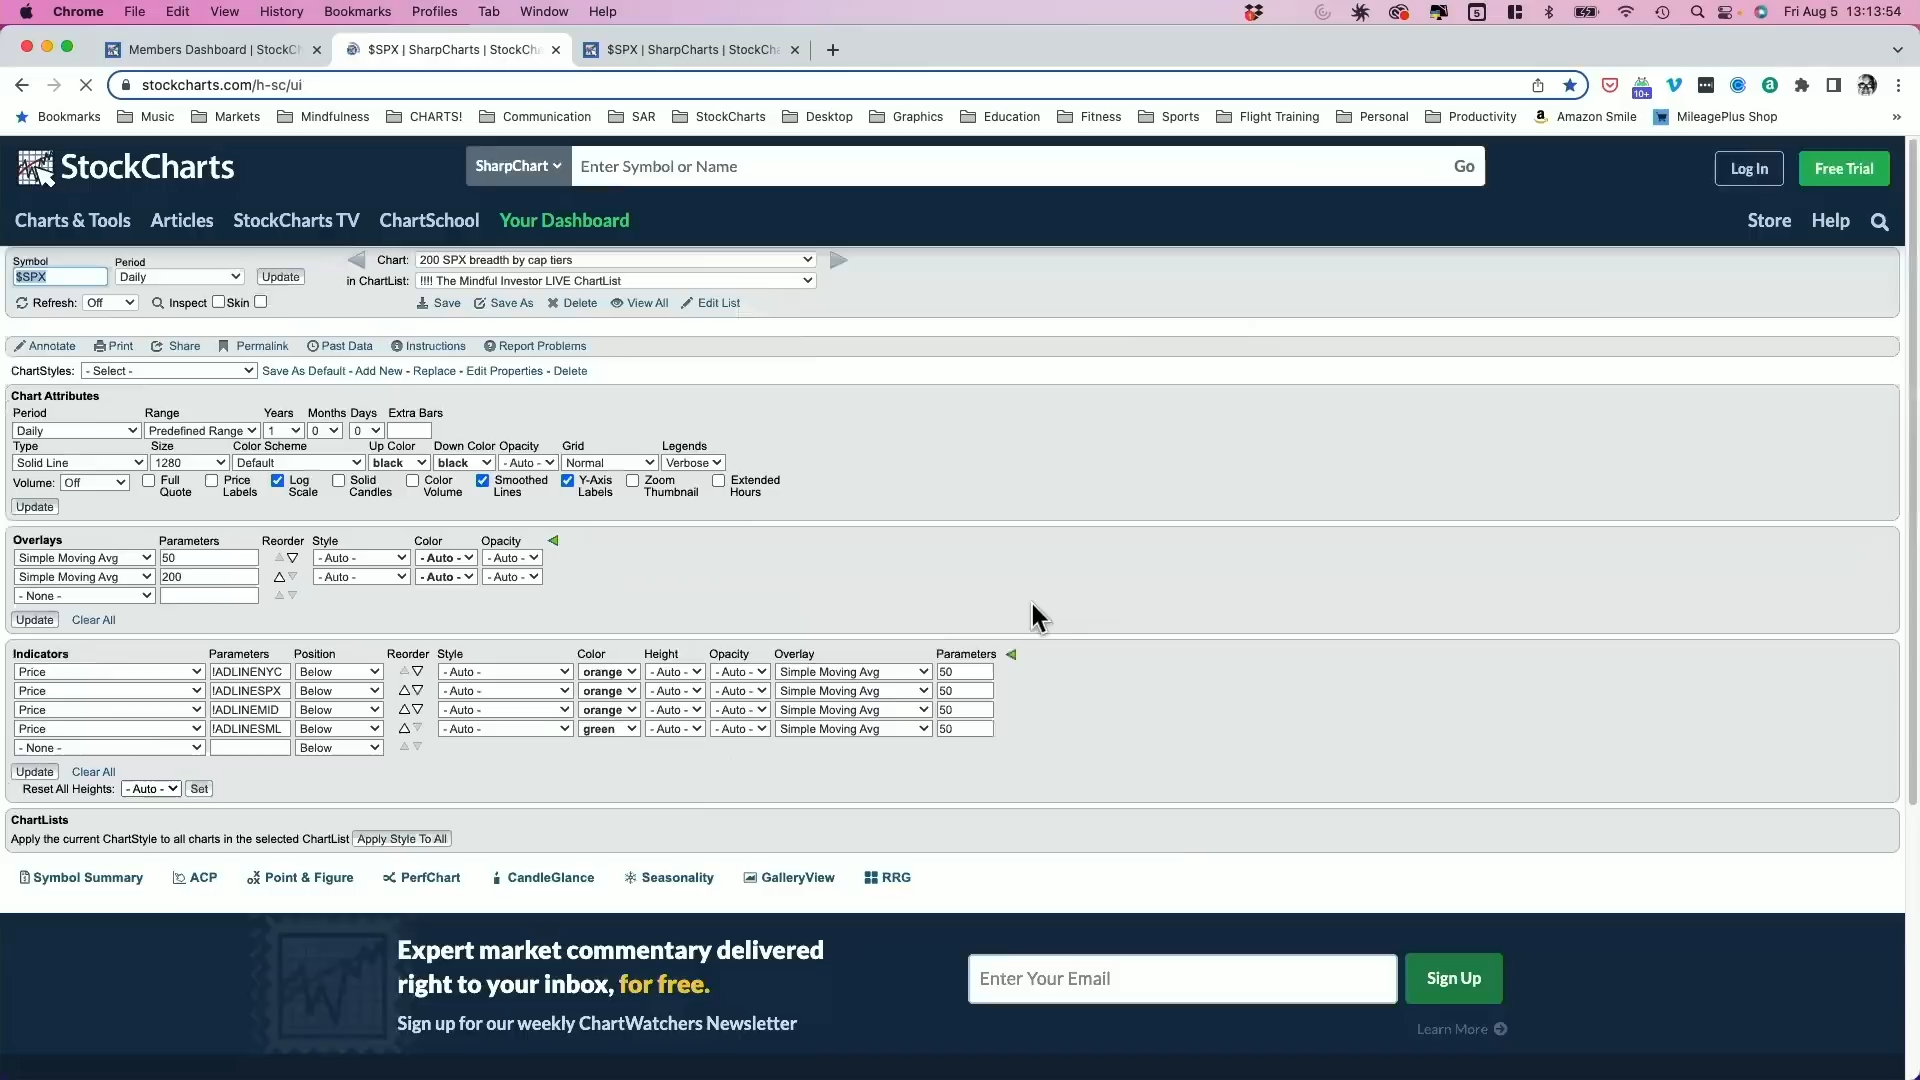 Chrome File Edit View History Bookmarks Profiles Tab Window Help 5 Fri Aug 5 13:13:54
Members Dashboard | StockCh $SPX | SharpCharts | StockCha $SPX | SharpCharts | StockCha
stockcharts.com/h-sc/ui 10+
Bookmarks Music Markets Mindfulness CHARTS! Communication SAR StockCharts Desktop Graphics Education Fitness Sports Flight Training Personal Productivity Amazon Smile MileagePlus Shop »
StockCharts SharpChart Enter Symbol or Name Go Log In Free Trial
Charts & Tools Articles StockCharts TV ChartSchool Your Dashboard Store Help
Symbol Period Chart: 200 SPX breadth by cap tiers
$SPX Daily Update in ChartList: !!!! The Mindful Investor LIVE ChartList
Refresh: Off Inspect Skin Save Save As Delete View All Edit List
Annotate Print Share Permalink Past Data Instructions Report Problems
ChartStyles: - Select - Save As Default - Add New - Replace - Edit Properties - Delete
Chart Attributes
Period Range Years Months Days Extra Bars
Daily Predefined Range 1 0 0
Type Size Color Scheme Up Color Down Color Opacity Grid Legends
Solid Line 1280 Default black black - Auto - Normal Verbose
Volume: Off Full Quote Price Labels Log Scale Solid Candles Color Volume Smoothed Lines Y-Axis Labels Zoom Thumbnail Extended Hours
Update
Overlays Parameters Reorder Style Color Opacity
Simple Moving Avg 50 - Auto - - Auto - - Auto -
Simple Moving Avg 200 - Auto - - Auto - - Auto -
- None -
Update Clear All
Indicators Parameters Position Reorder Style Color Height Opacity Overlay Parameters
Price !ADLINENYC Below - Auto - orange - Auto - - Auto - Simple Moving Avg 50
Price !ADLINESPX Below - Auto - orange - Auto - - Auto - Simple Moving Avg 50
Price !ADLINEMID Below - Auto - orange - Auto - - Auto - Simple Moving Avg 50
Price !ADLINESML Below - Auto - green - Auto - - Auto - Simple Moving Avg 50
- None - Below
Update Clear All
Reset All Heights: - Auto - Set
ChartLists
Apply the current ChartStyle to all charts in the selected ChartList Apply Style To All
Symbol Summary ACP Point & Figure PerfChart CandleGlance Seasonality GalleryView RRG
Expert market commentary delivered
right to your inbox, for free.
Sign up for our weekly ChartWatchers Newsletter
Enter Your Email Sign Up
Learn More